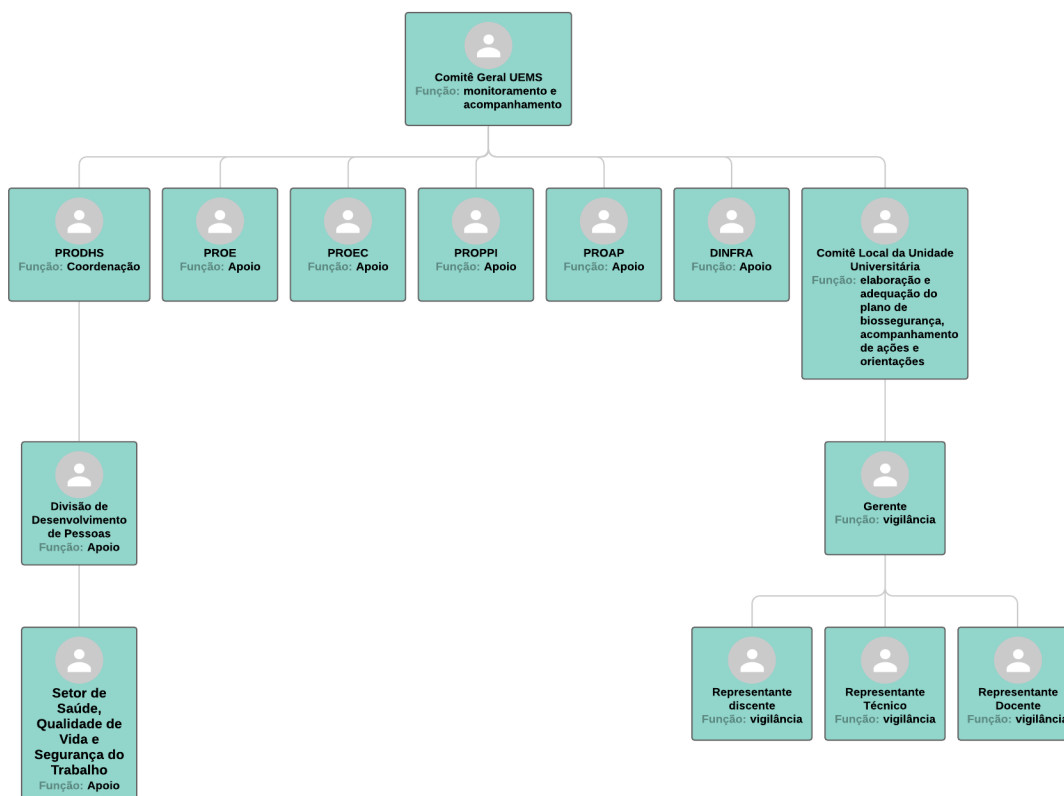 Comitê Geral UEMS
Função: monitoramento e
acompanhamento
PRODHS
Função: Coordenação
PROE
Função: Apoio
PROEC
Função: Apoio
PROPPI
Função: Apoio
PROAP
Função: Apoio
DINFRA
Função: Apoio
Comitê Local da Unidade
Universitária
Função: elaboração e
adequação do
plano de
biossegurança,
acompanhamento
de ações e
orientações
Divisão de
Desenvolvimento
de Pessoas
Função: Apoio
Gerente
Função: vigilância
Setor de
Saúde,
Qualidade de
Vida e
Segurança do
Trabalho
Função: Apoio
Representante
discente
Função: vigilância
Representante
Técnico
Função: vigilância
Representante
Docente
Função: vigilância